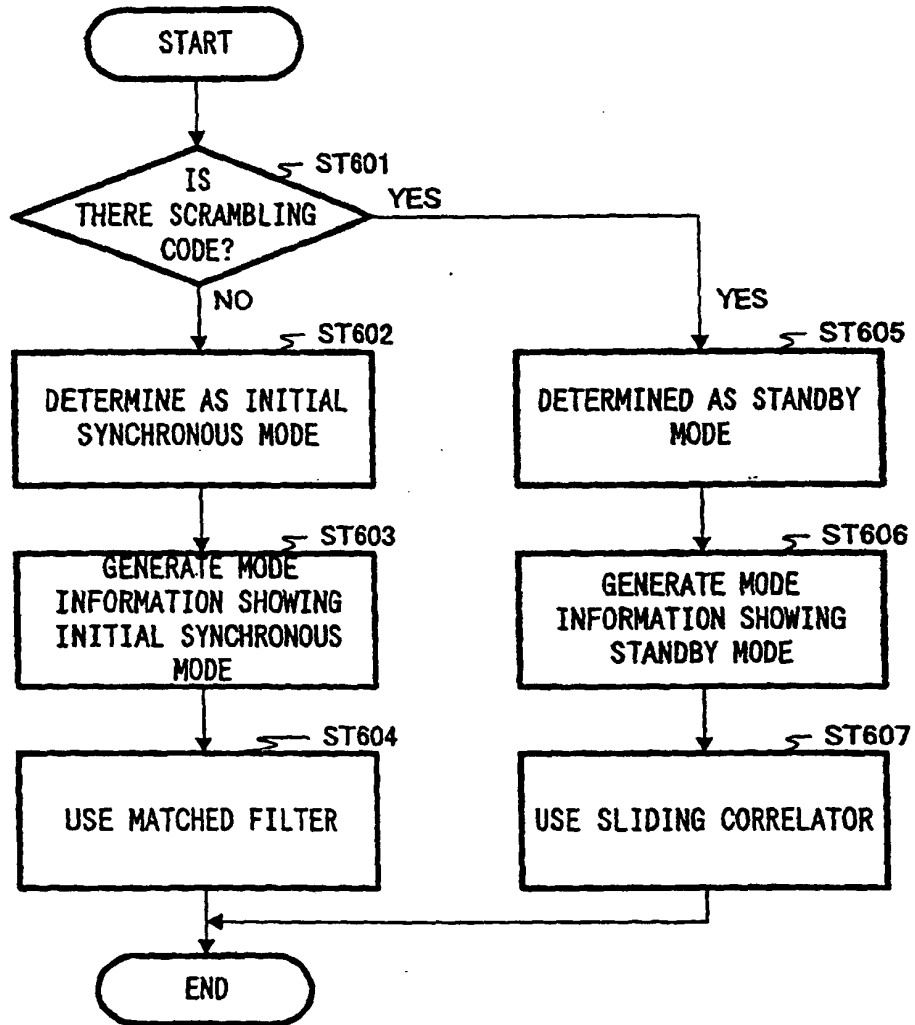 START
ST601
IS
THERE SCRAMBLING
CODE?
YES
NO
YES
ST602
DETERMINE AS INITIAL
SYNCHRONOUS MODE
ST605
DETERMINED AS STANDBY
MODE
ST603
GENERATE MODE
INFORMATION SHOWING
INITIAL SYNCHRONOUS
MODE
ST606
GENERATE MODE
INFORMATION SHOWING
STANDBY MODE
ST604
USE MATCHED FILTER
ST607
USE SLIDING CORRELATOR
END